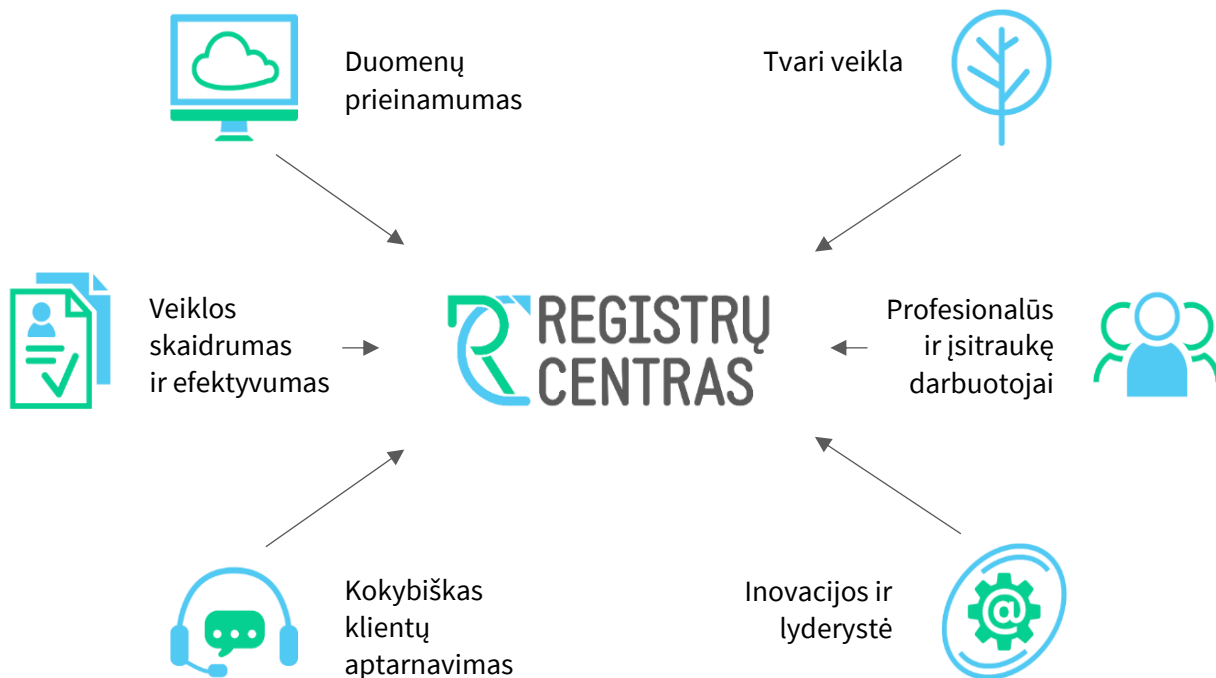 Duomenų
prieinamumas
Tvari veikla
Veiklos
skaidrumas
ir efektyvumas
REGISTRŲ
CENTRAS
Profesionalūs
ir įsitraukę
darbuotojai
Kokybiškas
klientų
aptarnavimas
Inovacijos ir
lyderystė
@